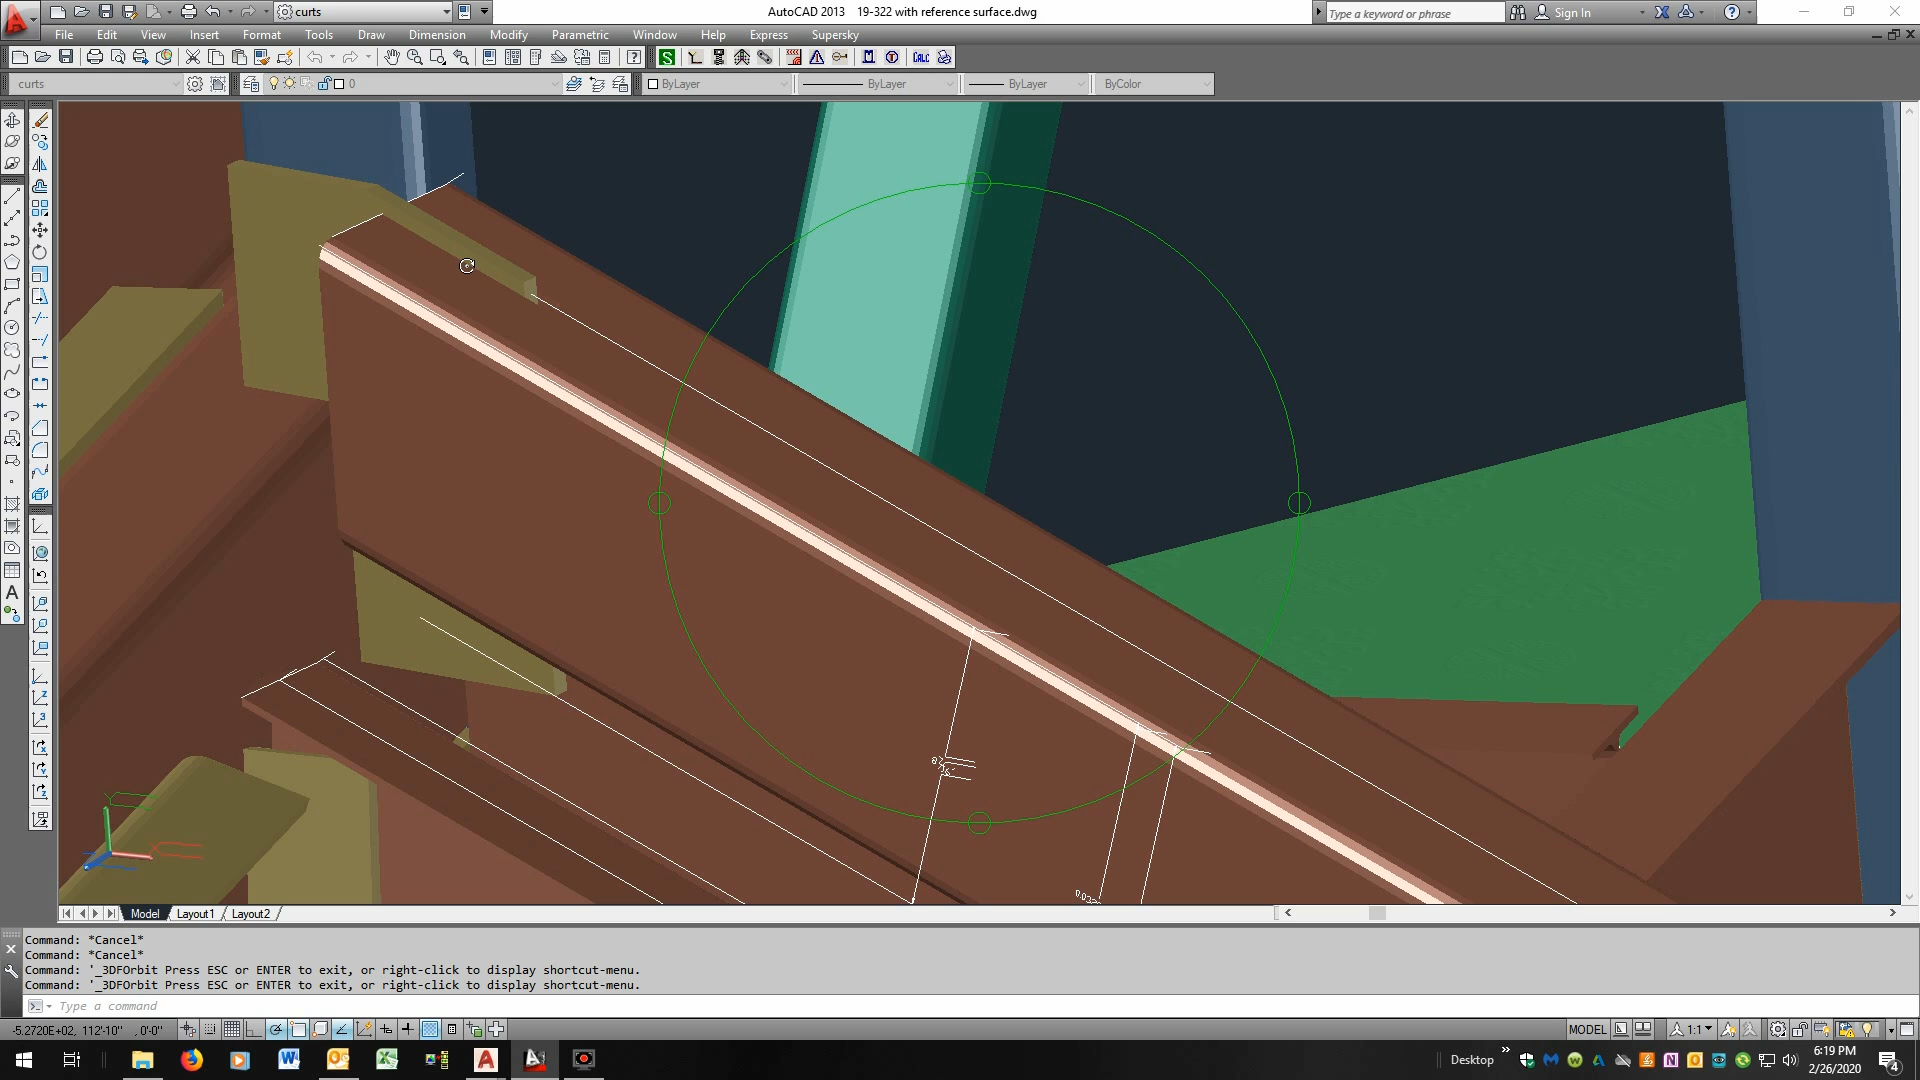 curts
AutoCAD 2013    19-322 with reference surface.dwg
Type a keyword or phrase
Sign In
File Edit View Insert Format Tools Draw Dimension Modify Parametric Window Help Express Supersky
CALC
curts
0
ByLayer
ByLayer
ByLayer
ByColor
Model Layout1 Layout2
Command: *Cancel*
Command: *Cancel*
Command: '_3DFOrbit Press ESC or ENTER to exit, or right-click to display shortcut-menu.
Command: '_3DFOrbit Press ESC or ENTER to exit, or right-click to display shortcut-menu.
Type a command
-5.2720E+02, 112'-10" , 0'-0"
MODEL
1:1
Desktop
6:19 PM
2/26/2020
4